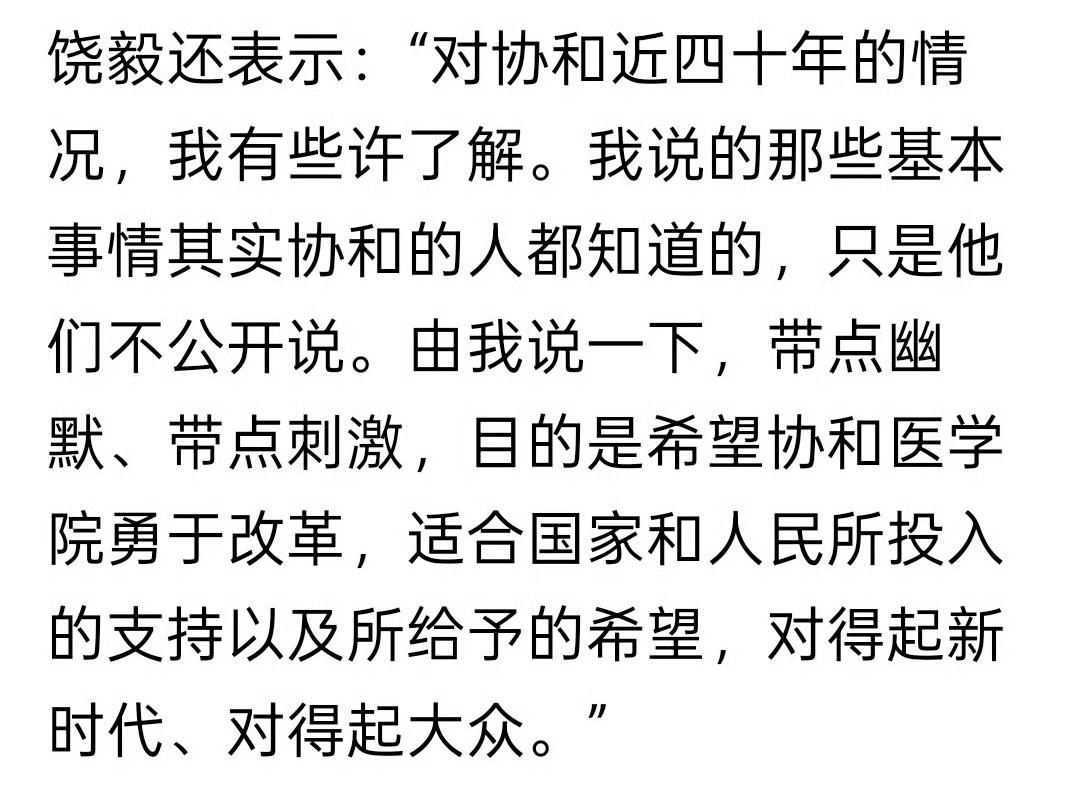 饶毅还表示：“对协和近四十年的情
况，我有些许了解。我说的那些基本
事情其实协和的人都知道的，只是他
们不公开说。由我说一下，带点幽
默、带点刺激，目的是希望协和医学
院勇于改革，适合国家和人民所投入
的支持以及所给予的希望，对得起新
时代、对得起大众。”